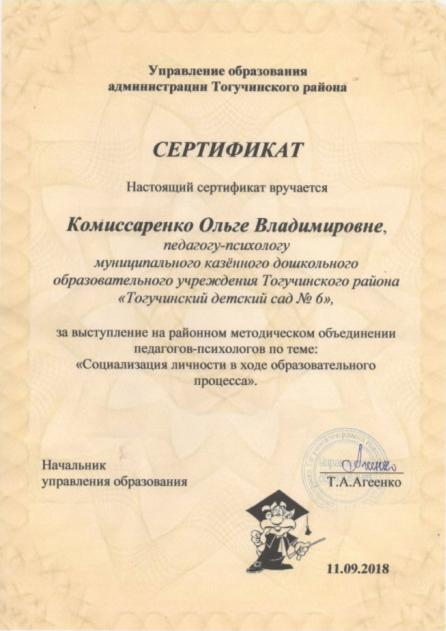 Управление образования
администрации Тогучинского района
СЕРТИФИКАТ
Настоящий сертификат вручается
Комиссаренко Ольге Владимировне,
педагогу-психологу
муниципального казённого дошкольного
образовательного учреждения Тогучинского района
«Тогучинский детский сад № 6»,
за выступление на районном методическом объединении
педагогов-психологов по теме:
«Социализация личности в ходе образовательного
процесса».
Начальник
управления образования
Т.А.Агеенко
11.09.2018